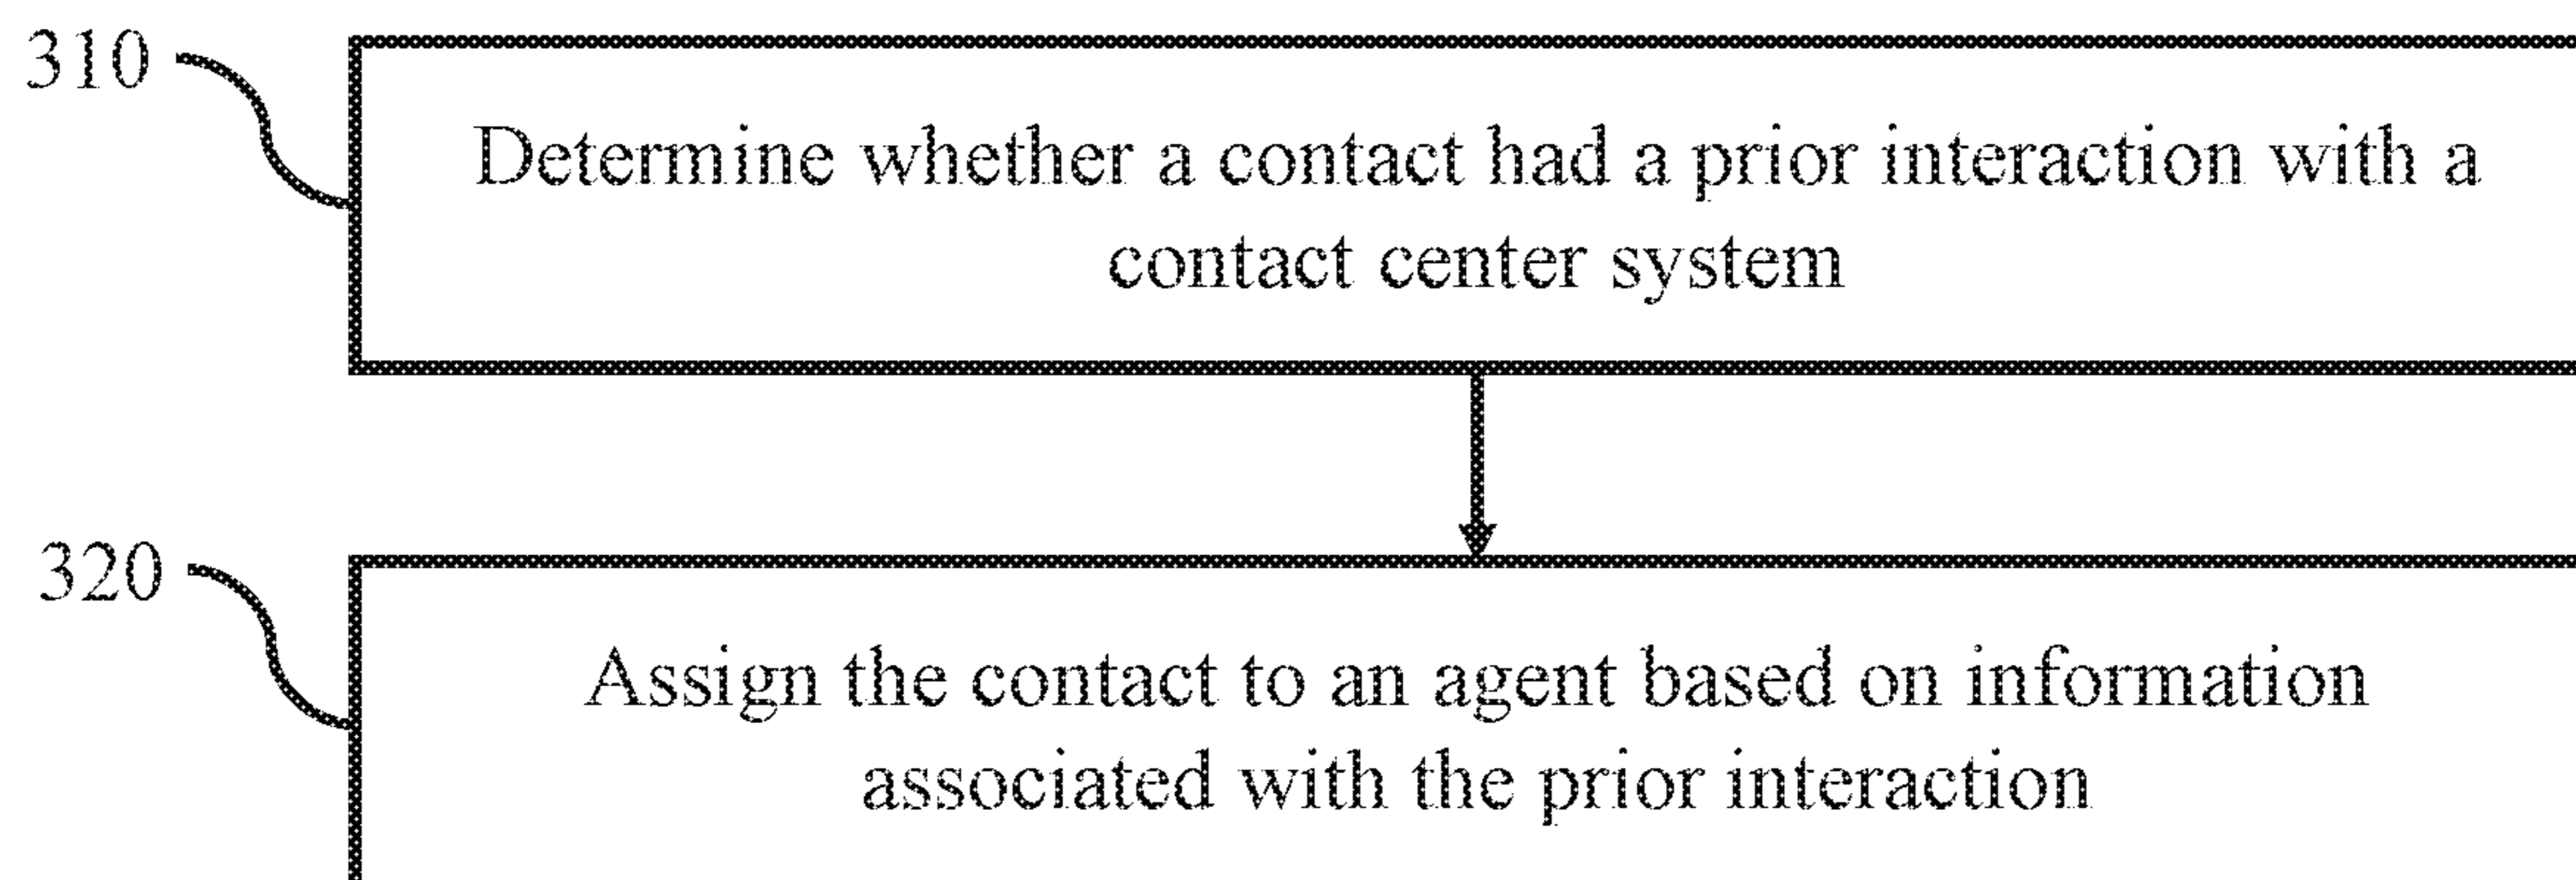 310
Determine whether a contact had a prior interaction with a
contact center system
320
Assign the contact to an agent based on information
associated with the prior interaction